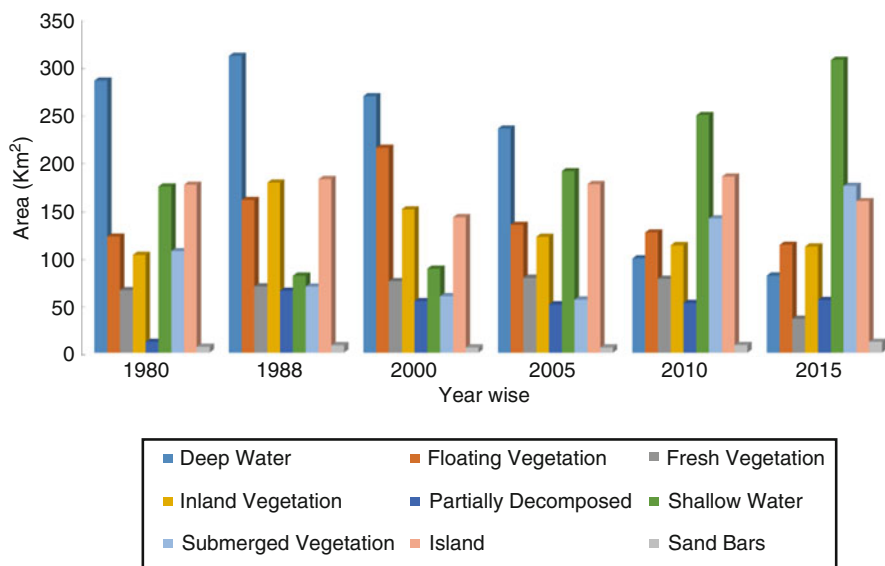 350
300
250
200
150
100
50
0
Area (Km²)
1980 1988 2000 2005 2010 2015
Year wise
Deep Water Floating Vegetation Fresh Vegetation
Inland Vegetation Partially Decomposed Shallow Water
Submerged Vegetation Island Sand Bars